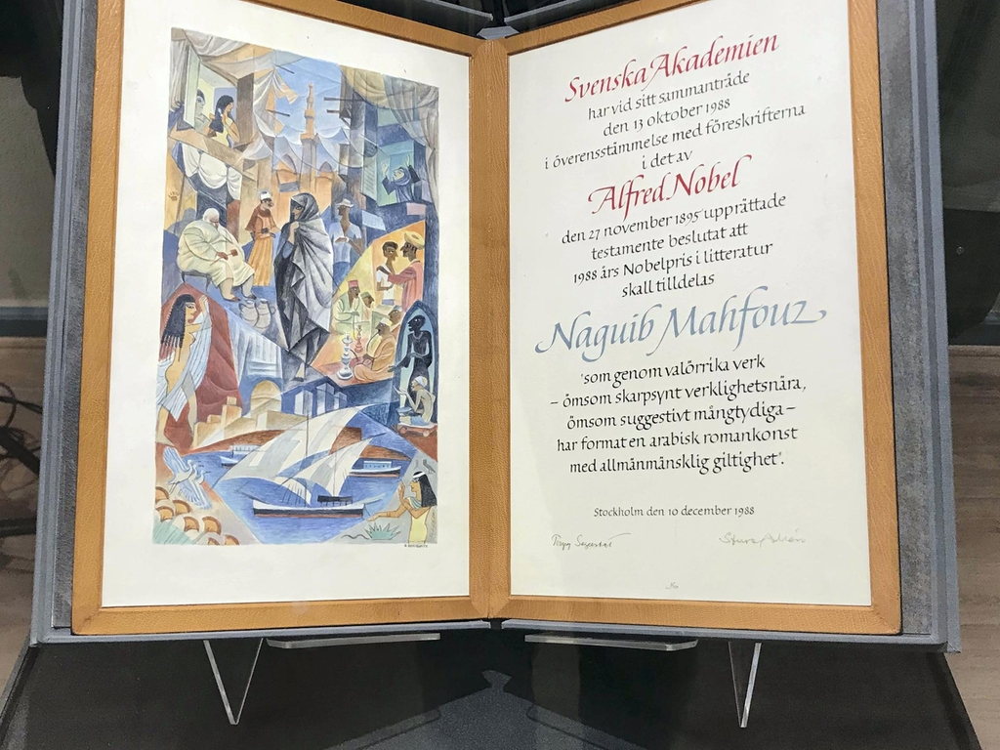 Svenska Akademien
har vid sitt sammanträde
den 13 oktober 1988
i överensstämmelse med föreskrifterna
i det av
Alfred Nobel
den 27 november 1895 upprättade
testamente beslutat att
1988 års Nobelpris i litteratur
skall tilldelas
Naguib Mahfouz
'som genom valörrika verk
– ömsom skarpsynt verklighetsnära,
ömsom suggestivt mångtydiga –
har format en arabisk romankonst
med allmänmänsklig giltighet'.
Stockholm den 10 december 1988